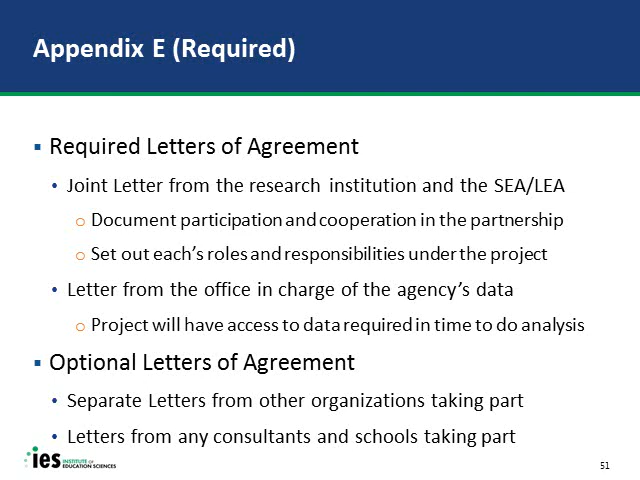 Appendix E (Required)
▪ Required Letters of Agreement
• Joint Letter from the research institution and the SEA/LEA
o Document participation and cooperation in the partnership
o Set out each’s roles and responsibilities under the project
• Letter from the office in charge of the agency’s data
o Project will have access to data required in time to do analysis
▪ Optional Letters of Agreement
• Separate Letters from other organizations taking part
• Letters from any consultants and schools taking part
ies INSTITUTE OF
EDUCATION SCIENCES
51